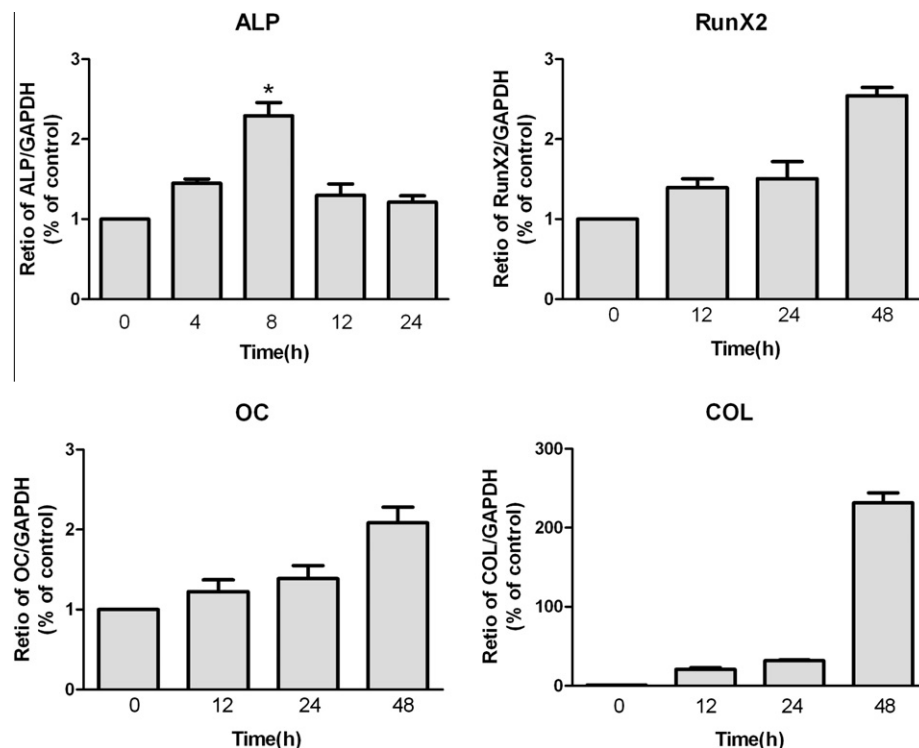 ALP
Retio of ALP/GAPDH
(% of control)
3
2
1
0
*
0 4 8 12 24
Time(h)
RunX2
Retio of RunX2/GAPDH
(% of control)
3
2
1
0
0 12 24 48
Time(h)
OC
Retio of OC/GAPDH
(% of control)
3
2
1
0
0 12 24 48
Time(h)
COL
Retio of COL/GAPDH
(% of control)
300
200
100
0
0 12 24 48
Time(h)